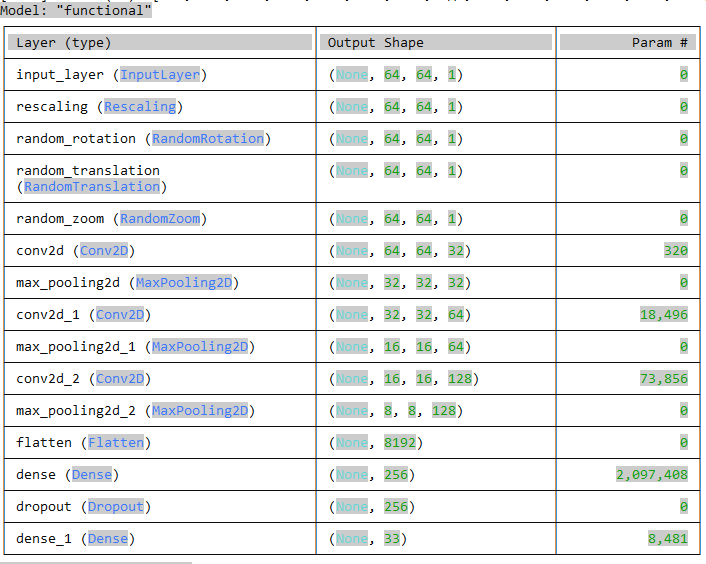 Model: "functional"
Layer (type) Output Shape Param #
input_layer (InputLayer) (None, 64, 64, 1) 0
rescaling (Rescaling) (None, 64, 64, 1) 0
random_rotation (RandomRotation) (None, 64, 64, 1) 0
random_translation (None, 64, 64, 1) 0
(RandomTranslation)
random_zoom (RandomZoom) (None, 64, 64, 1) 0
conv2d (Conv2D) (None, 64, 64, 32) 320
max_pooling2d (MaxPooling2D) (None, 32, 32, 32) 0
conv2d_1 (Conv2D) (None, 32, 32, 64) 18,496
max_pooling2d_1 (MaxPooling2D) (None, 16, 16, 64) 0
conv2d_2 (Conv2D) (None, 16, 16, 128) 73,856
max_pooling2d_2 (MaxPooling2D) (None, 8, 8, 128) 0
flatten (Flatten) (None, 8192) 0
dense (Dense) (None, 256) 2,097,408
dropout (Dropout) (None, 256) 0
dense_1 (Dense) (None, 33) 8,481